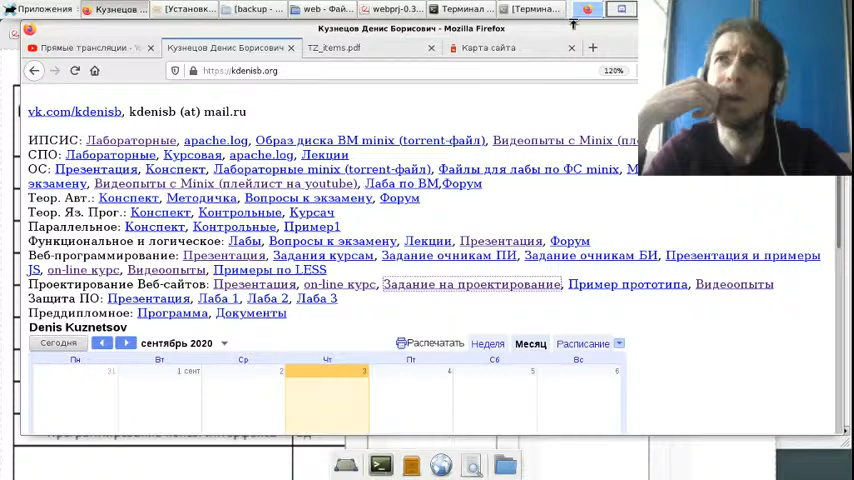 Приложения Кузнецов... [Установк... [backup - ... web - Фай... webprj-0.3... Терминал ... [Термина...
Кузнецов Денис Борисович - Mozilla Firefox
Прямые трансляции - Yo Кузнецов Денис Борисович × TZ_items.pdf × Карта сайта ×
https://kdenisb.org 120%
vk.com/kdenisb, kdenisb (at) mail.ru
ИПСИС: Лабораторные, apache.log, Образ диска ВМ minix (torrent-файл), Видеопыты с Minix (пле
СПО: Лабораторные, Курсовая, apache.log, Лекции
ОС: Презентация, Конспект, Лабораторные minix (torrent-файл), Файлы для лабы по ФС minix,
экзамену, Видеопыты с Minix (плейлист на youtube), Лаба по ВМ,Форум
Теор. Авт.: Конспект, Методичка, Вопросы к экзамену, Форум
Теор. Яз. Прог.: Конспект, Контрольные, Курсач
Параллельное: Конспект, Контрольные, Пример1
Функциональное и логическое: Лабы, Вопросы к экзамену, Лекции, Презентация, Форум
Веб-программирование: Презентация, Задания курсам, Задание очникам ПИ, Задание очникам БИ, Презентация и примеры
JS, on-line курс, Видеоопыты, Примеры по LESS
Проектирование Веб-сайтов: Презентация, on-line курс, Задание на проектирование, Пример прототипа, Видеоопыты
Защита ПО: Презентация, Лаба 1, Лаба 2, Лаба 3
Преддипломное: Программа, Документы
Denis Kuznetsov
Сегодня сентябрь 2020 Распечатать Неделя Месяц Расписание
Пн Вт Ср Чт Пт Сб Вс
31 1 сент 2 3 4 5 6